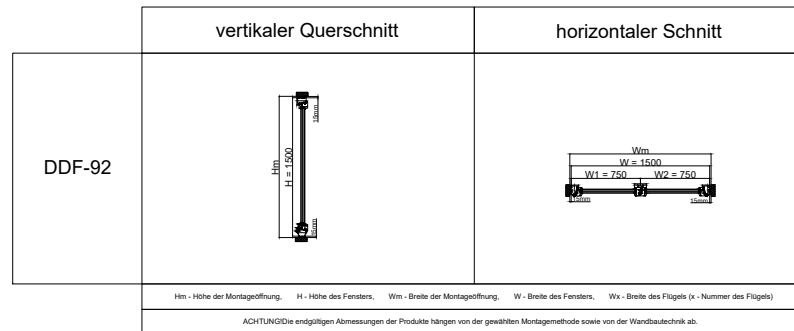 vertikaler Querschnitt
horizontaler Schnitt
DDF-92
Hm
H = 1500
15mm
Wm
W = 1500
W1 = 750
W2 = 750
15mm
15mm
Hm - Höhe der Montageöffnung, H - Höhe des Fensters, Wm - Breite der Montageöffnung, W - Breite des Fensters, Wx - Breite des Flügels (x - Nummer des Flügels)
ACHTUNG!Die endgültigen Abmessungen der Produkte hängen von der gewählten Montagemethode sowie von der Wandbautechnik ab.